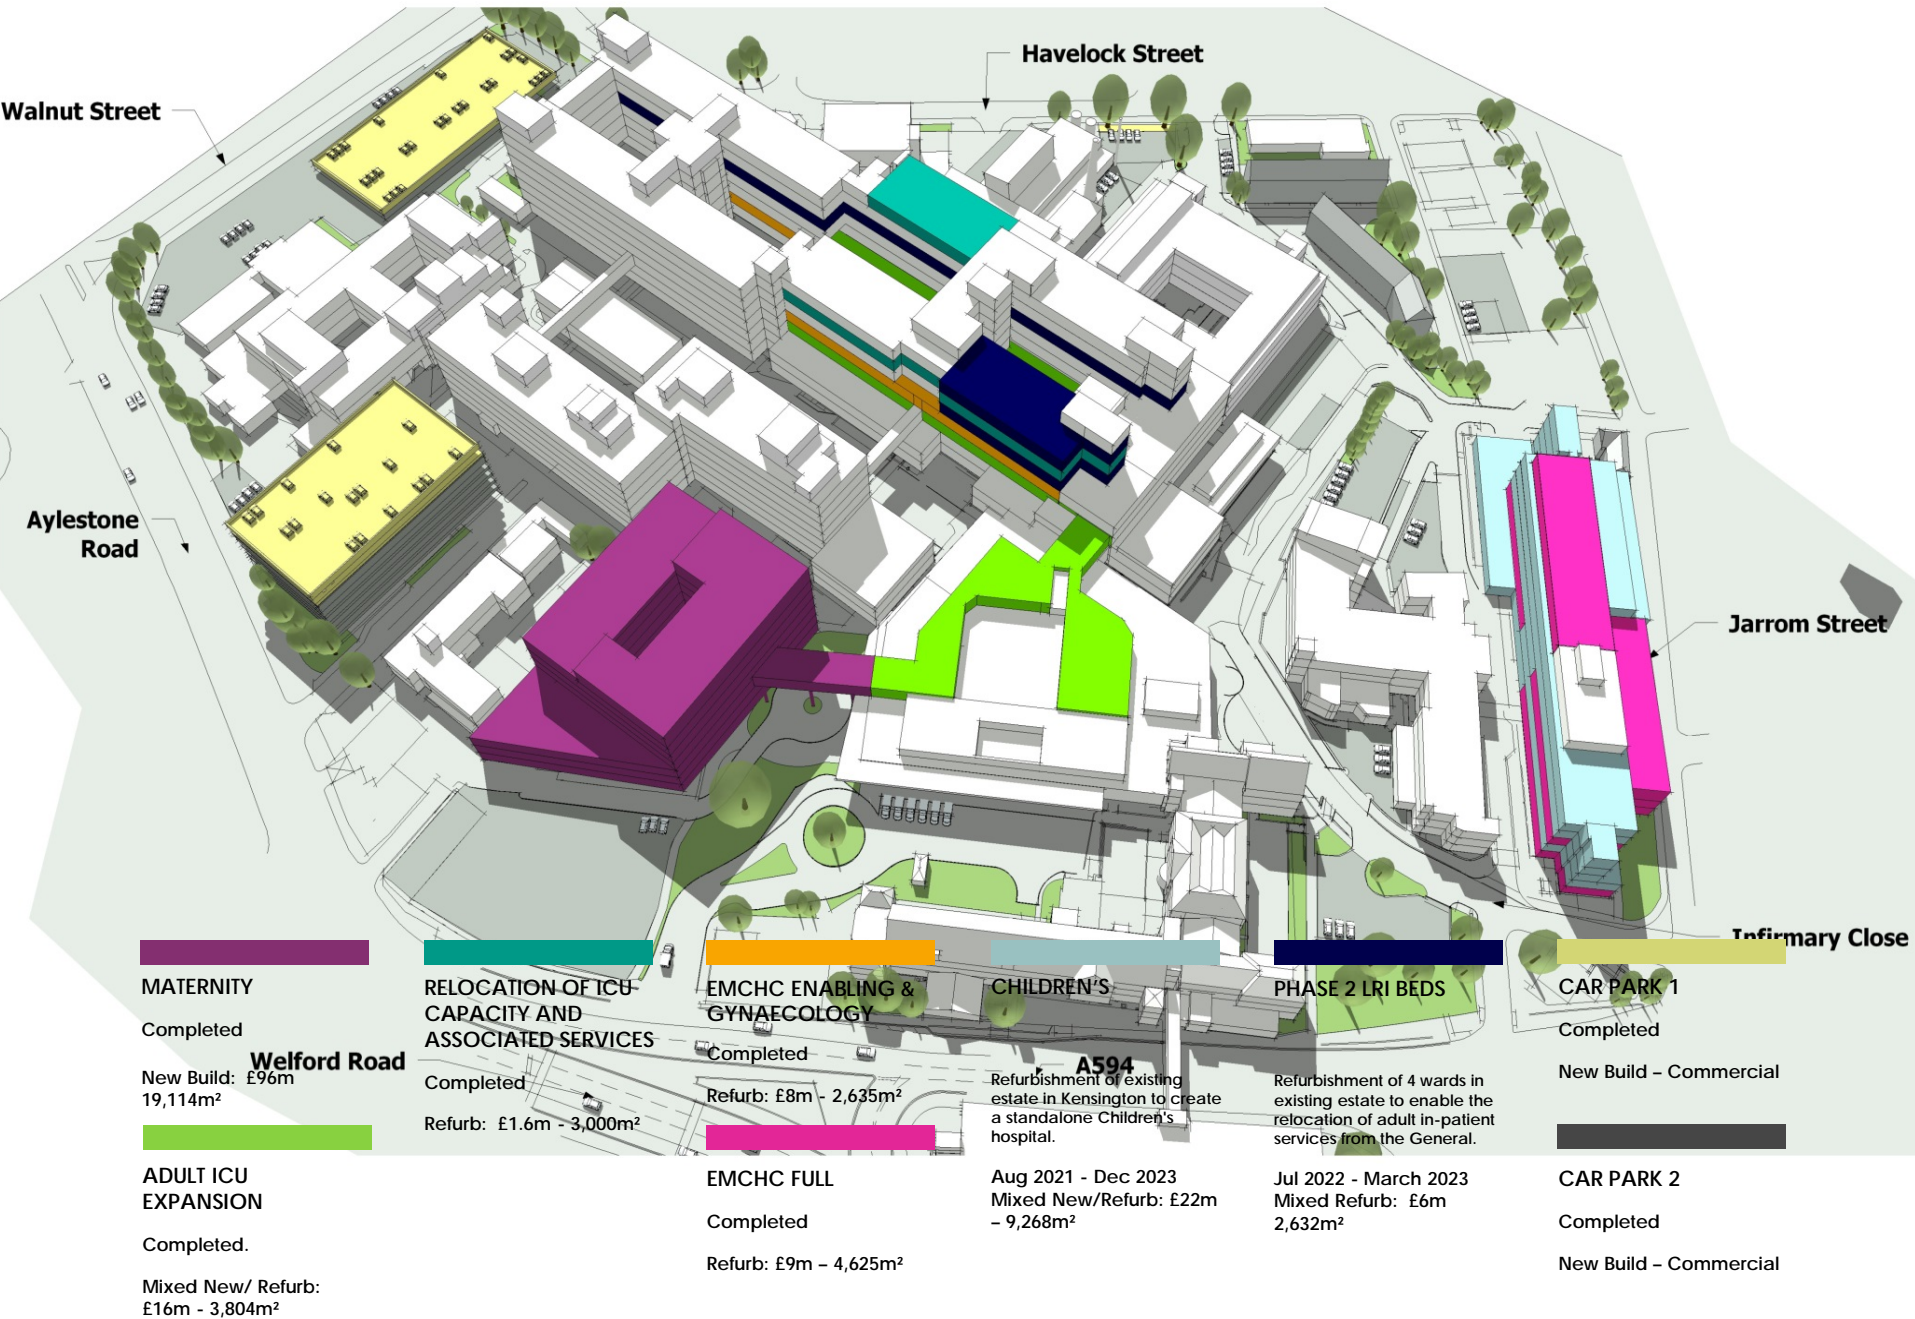 Havelock Street
Walnut Street
Aylestone
Road
Jarrom Street
Infirmary Close
Welford Road
A594
MATERNITY
Completed
New Build: £96m
19,114m²
ADULT ICU
EXPANSION
Completed.
Mixed New/ Refurb:
£16m - 3,804m²
RELOCATION OF ICU
CAPACITY AND
ASSOCIATED SERVICES
Completed
Refurb: £1.6m - 3,000m²
EMCHC ENABLING &
GYNAECOLOGY
Completed
Refurb: £8m - 2,635m²
EMCHC FULL
Completed
Refurb: £9m – 4,625m²
CHILDREN'S
Refurbishment of existing
estate in Kensington to create
a standalone Children's
hospital.
Aug 2021 - Dec 2023
Mixed New/Refurb: £22m
– 9,268m²
PHASE 2 LRI BEDS
Refurbishment of 4 wards in
existing estate to enable the
relocation of adult in-patient
services from the General.
Jul 2022 - March 2023
Mixed Refurb: £6m
2,632m²
CAR PARK 1
Completed
New Build – Commercial
CAR PARK 2
Completed
New Build – Commercial